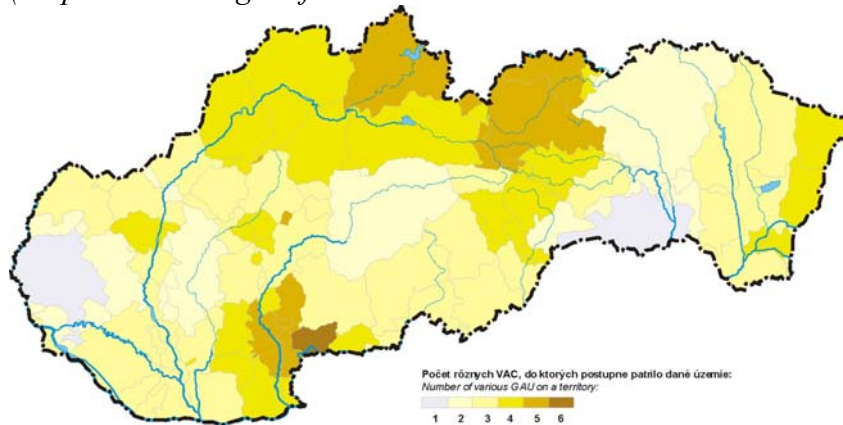 Počet rôznych VAC, do ktorých postupne patrilo dané územie:
Number of various GAU on a territory:
1 2 3 4 5 6